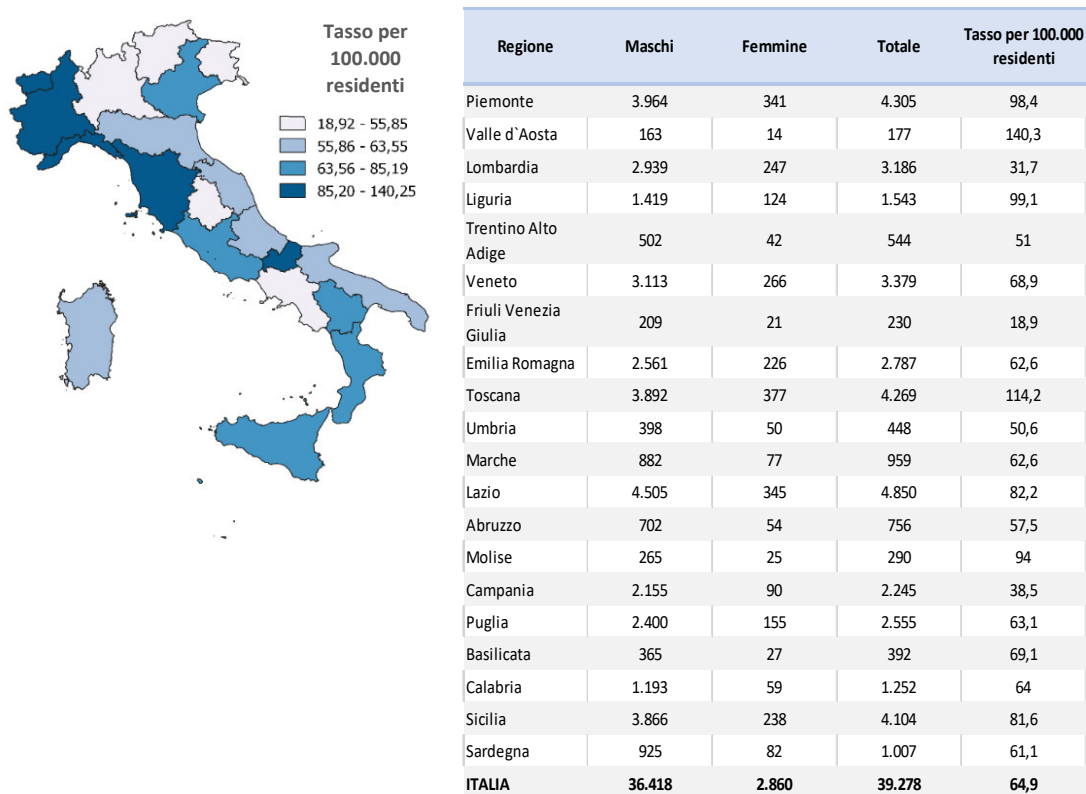 Tasso per
100.000
residenti
18,92 - 55,85
55,86 - 63,55
63,56 - 85,19
85,20 - 140,25
Regione Maschi Femmine Totale Tasso per 100.000 residenti
Piemonte 3.964 341 4.305 98,4
Valle d`Aosta 163 14 177 140,3
Lombardia 2.939 247 3.186 31,7
Liguria 1.419 124 1.543 99,1
Trentino Alto Adige 502 42 544 51
Veneto 3.113 266 3.379 68,9
Friuli Venezia Giulia 209 21 230 18,9
Emilia Romagna 2.561 226 2.787 62,6
Toscana 3.892 377 4.269 114,2
Umbria 398 50 448 50,6
Marche 882 77 959 62,6
Lazio 4.505 345 4.850 82,2
Abruzzo 702 54 756 57,5
Molise 265 25 290 94
Campania 2.155 90 2.245 38,5
Puglia 2.400 155 2.555 63,1
Basilicata 365 27 392 69,1
Calabria 1.193 59 1.252 64
Sicilia 3.866 238 4.104 81,6
Sardegna 925 82 1.007 61,1
ITALIA 36.418 2.860 39.278 64,9